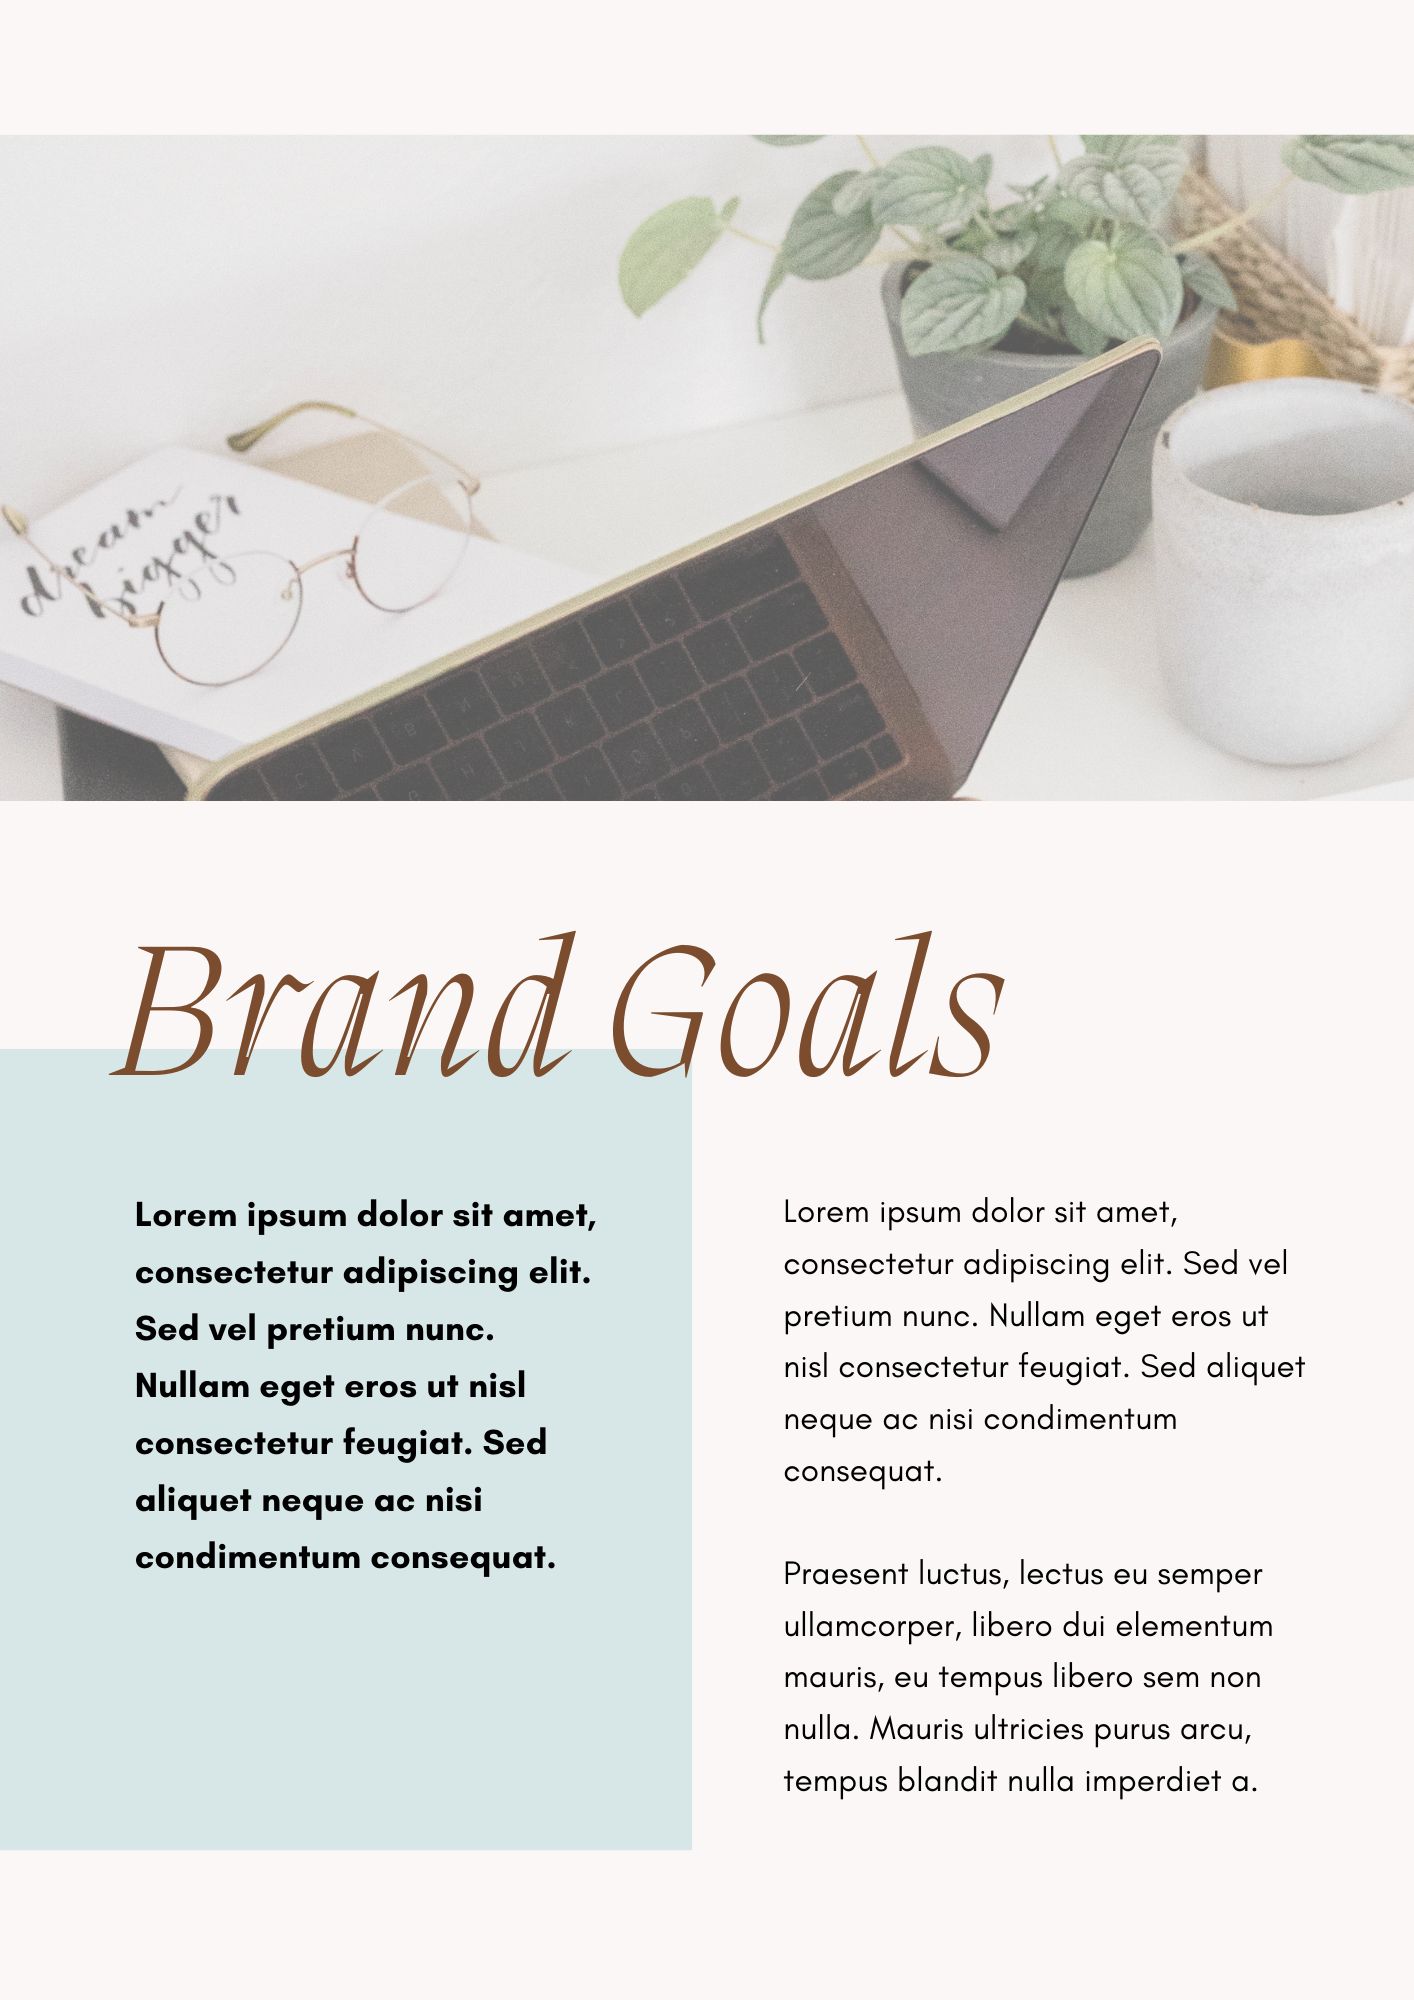 dream
bigger
Brand Goals
Lorem ipsum dolor sit amet,
consectetur adipiscing elit.
Sed vel pretium nunc.
Nullam eget eros ut nisl
consectetur feugiat. Sed
aliquet neque ac nisi
condimentum consequat.
Lorem ipsum dolor sit amet,
consectetur adipiscing elit. Sed vel
pretium nunc. Nullam eget eros ut
nisl consectetur feugiat. Sed aliquet
neque ac nisi condimentum
consequat.
Praesent luctus, lectus eu semper
ullamcorper, libero dui elementum
mauris, eu tempus libero sem non
nulla. Mauris ultricies purus arcu,
tempus blandit nulla imperdiet a.